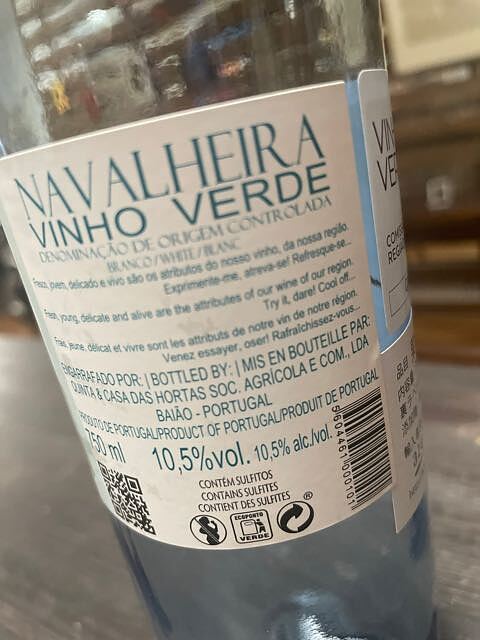 NAVALHEIRA
VINHO VERDE
DENOMINAÇÃO DE ORIGEM CONTROLADA
BRANCO/WHITE/BLANC
Fresco, jovem, delicado e vivo são os atributos do nosso vinho, da nossa região.
Exprimente-me, atreva-se! Refresque-se...
Fresh, young, delicate and alive are the attributes of our wine of our region.
Try it, dare! Cool off...
Frais, jeune, délicat et vivre sont les attributs de notre vin de notre région.
Venez essayer, oser! Rafraîchissez-vous...
EMBARRAFADO POR: | BOTTLED BY: | MIS EN BOUTEILLE PAR:
QUINTA & CASA DAS HORTAS SOC. AGRÍCOLA E COM., LDA
BAIÃO - PORTUGAL
PRODUTO DE PORTUGAL/PRODUCT OF PORTUGAL/PRODUIT DE PORTUGAL
750 ml 10,5%vol. 10,5% alc./vol.
CONTÉM SULFITOS
CONTAINS SULFITES
CONTIENT DES SULFITES
ECOPONTO
VERDE
®
5604461000101
VIN
VE